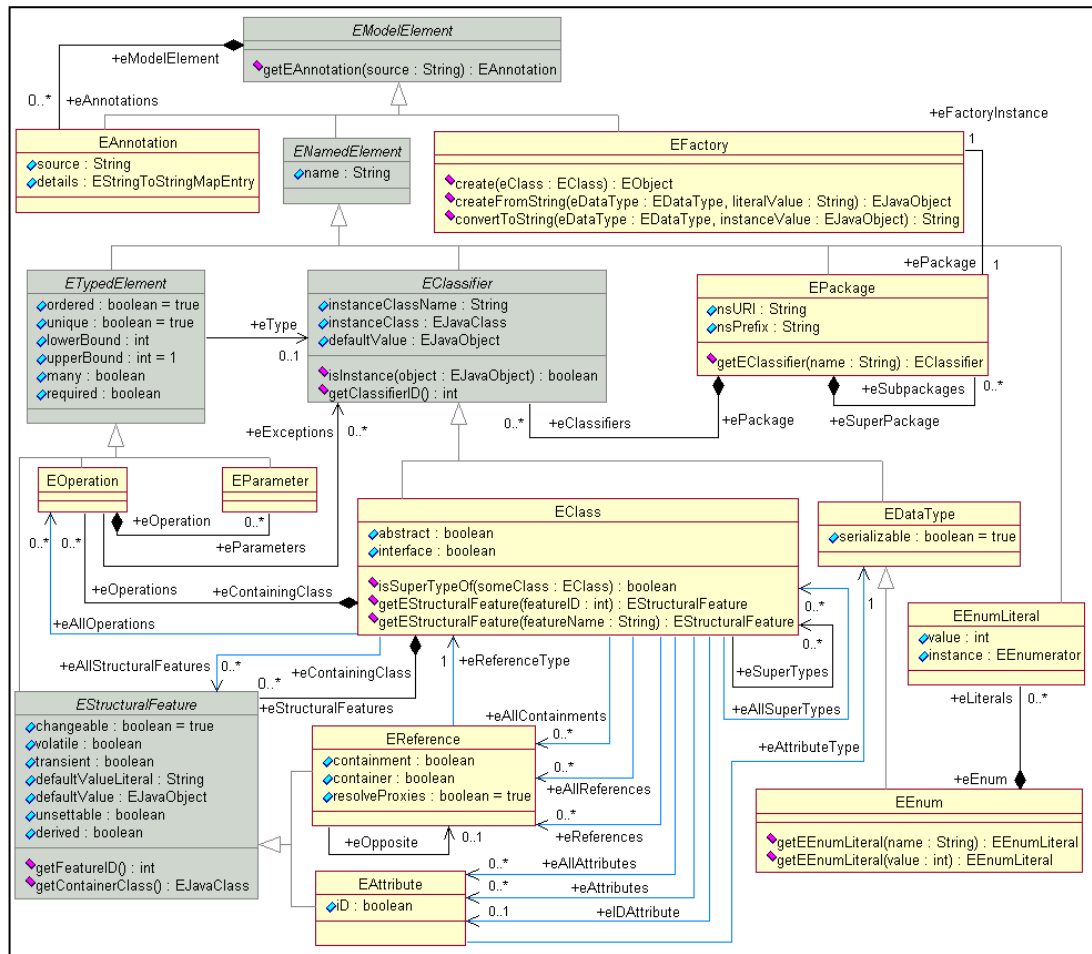 EModelElement
getEAnnotation(source : String) : EAnnotation
+eModelElement
0..*
+eAnnotations
EAnnotation
source : String
details : EStringToStringMapEntry
ENamedElement
name : String
+eFactoryInstance
1
EFactory
create(eClass : EClass) : EObject
createFromString(eDataType : EDataType, literalValue : String) : EJavaObject
convertToString(eDataType : EDataType, instanceValue : EJavaObject) : String
+ePackage
1
ETypedElement
ordered : boolean = true
unique : boolean = true
lowerBound : int
upperBound : int = 1
many : boolean
required : boolean
+eType
0..1
EClassifier
instanceClassName : String
instanceClass : EJavaClass
defaultValue : EJavaObject
isInstance(object : EJavaObject) : boolean
getClassifierID() : int
EPackage
nsURI : String
nsPrefix : String
getEClassifier(name : String) : EClassifier
+eSubpackages
0..*
+eSuperPackage
+ePackage
0..*
+eClassifiers
+eExceptions
0..*
EOperation
EParameter
+eOperation
0..*
+eParameters
0..*
0..*
+eOperations
+eContainingClass
+eAllOperations
EClass
abstract : boolean
interface : boolean
isSuperTypeOf(someClass : EClass) : boolean
getEStructuralFeature(featureID : int) : EStructuralFeature
getEStructuralFeature(featureName : String) : EStructuralFeature
EDataType
serializable : boolean = true
1
0..*
0..*
+eSuperTypes
+eAllSuperTypes
EEnumLiteral
value : int
instance : EEnumerator
+eLiterals
0..*
+eAllStructuralFeatures
0..*
+eContainingClass
0..*
+eStructuralFeatures
1
+eReferenceType
EStructuralFeature
changeable : boolean = true
volatile : boolean
transient : boolean
defaultValueLiteral : String
defaultValue : EJavaObject
unsettable : boolean
derived : boolean
getFeatureID() : int
getContainerClass() : EJavaClass
+eAllContainments
0..*
EReference
containment : boolean
container : boolean
resolveProxies : boolean = true
0..*
+eAllReferences
0..*
+eReferences
+eOpposite
0..1
+eAttributeType
+eEnum
EEnum
getEEnumLiteral(name : String) : EEnumLiteral
getEEnumLiteral(value : int) : EEnumLiteral
+eAllAttributes
0..*
EAttribute
iD : boolean
0..*
+eAttributes
0..1
+eIDAttribute